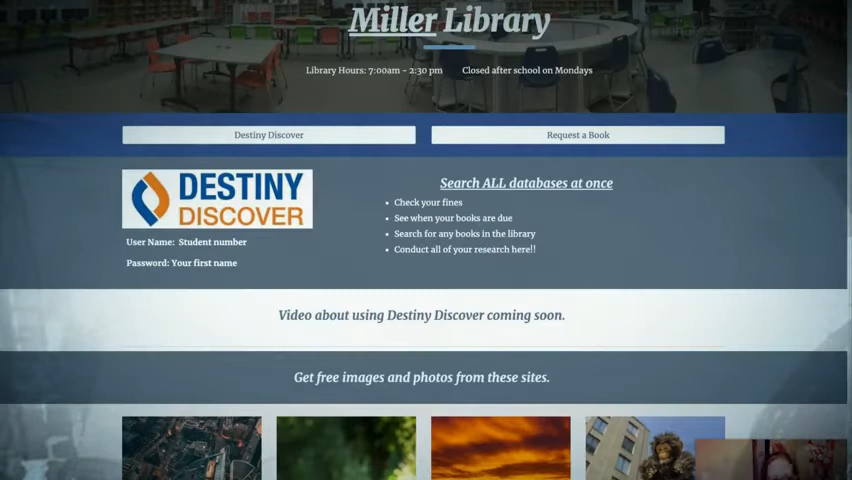 Miller Library
Library Hours: 7:00am - 2:30 pm Closed after school on Mondays
Destiny Discover Request a Book
DESTINY
DISCOVER
User Name: Student number
Password: Your first name
Search ALL databases at once
Check your fines
See when your books are due
Search for any books in the library
Conduct all of your research here!!
Video about using Destiny Discover coming soon.
Get free images and photos from these sites.